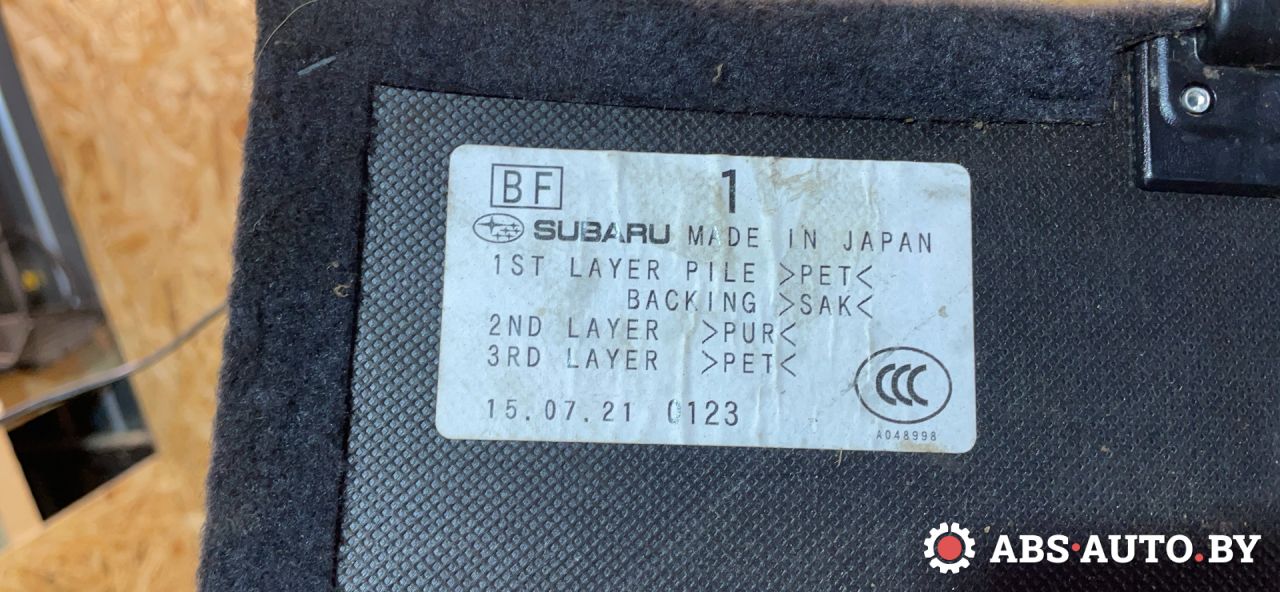 BF 1
SUBARU MADE IN JAPAN
1ST LAYER PILE >PET<
BACKING >SAK<
2ND LAYER >PUR<
3RD LAYER >PET<
CCC
15.07.21 0123
A048998
ABS·AUTO.BY